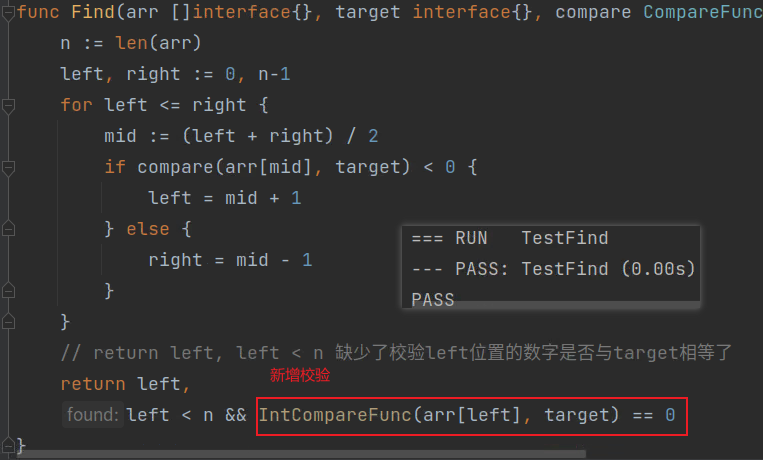 func Find(arr []interface{}, target interface{}, compare CompareFunc
n := len(arr)
left, right := 0, n-1
for left <= right {
mid := (left + right) / 2
if compare(arr[mid], target) < 0 {
left = mid + 1
} else {
right = mid - 1
}
}
=== RUN   TestFind
--- PASS: TestFind (0.00s)
PASS
// return left, left < n 缺少了校验left位置的数字是否与target相等了
return left,
新增校验
found: left < n && IntCompareFunc(arr[left], target) == 0
}